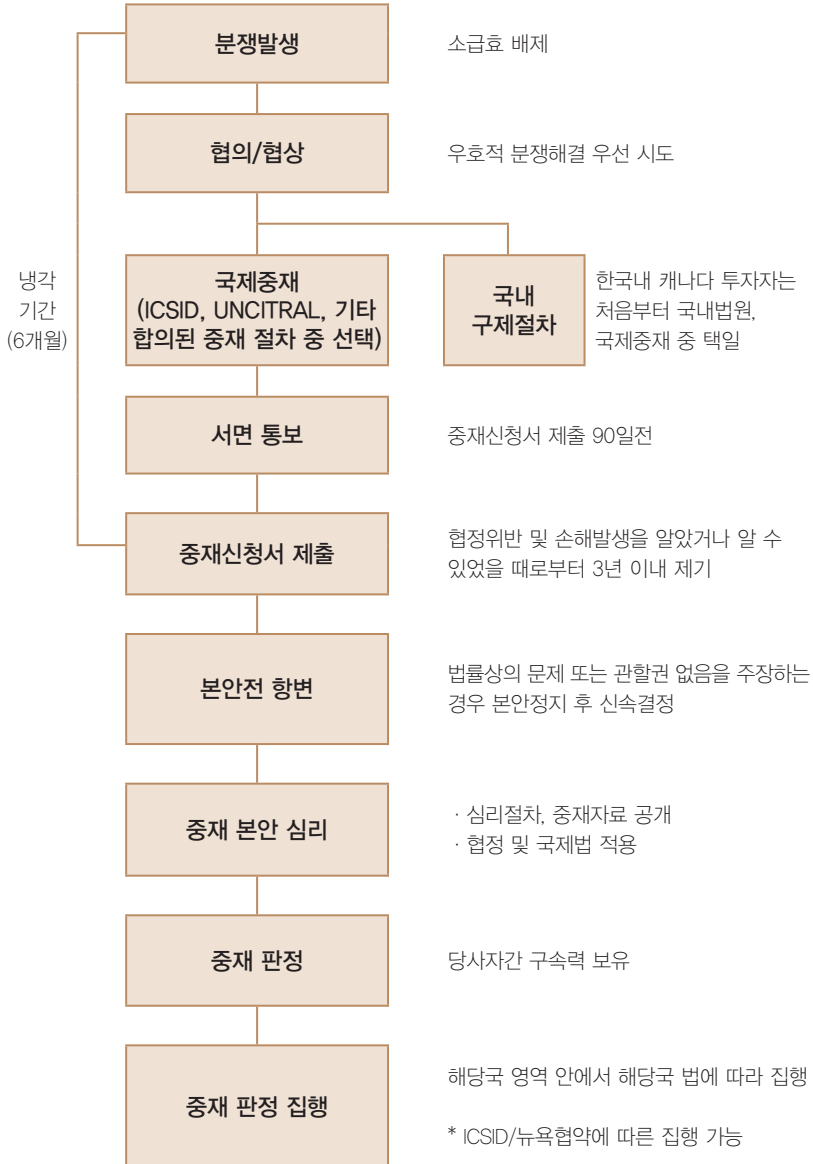 분쟁발생
소급효 배제
협의/협상
우호적 분쟁해결 우선 시도
냉각
기간
(6개월)
국제중재
(ICSID, UNCITRAL, 기타
합의된 중재 절차 중 선택)
국내
구제절차
한국내 캐나다 투자자는
처음부터 국내법원,
국제중재 중 택일
서면 통보
중재신청서 제출 90일전
중재신청서 제출
협정위반 및 손해발생을 알았거나 알 수
있었을 때로부터 3년 이내 제기
본안전 항변
법률상의 문제 또는 관할권 없음을 주장하는
경우 본안정지 후 신속결정
중재 본안 심리
· 심리절차, 중재자료 공개
· 협정 및 국제법 적용
중재 판정
당사자간 구속력 보유
중재 판정 집행
해당국 영역 안에서 해당국 법에 따라 집행
* ICSID/뉴욕협약에 따른 집행 가능